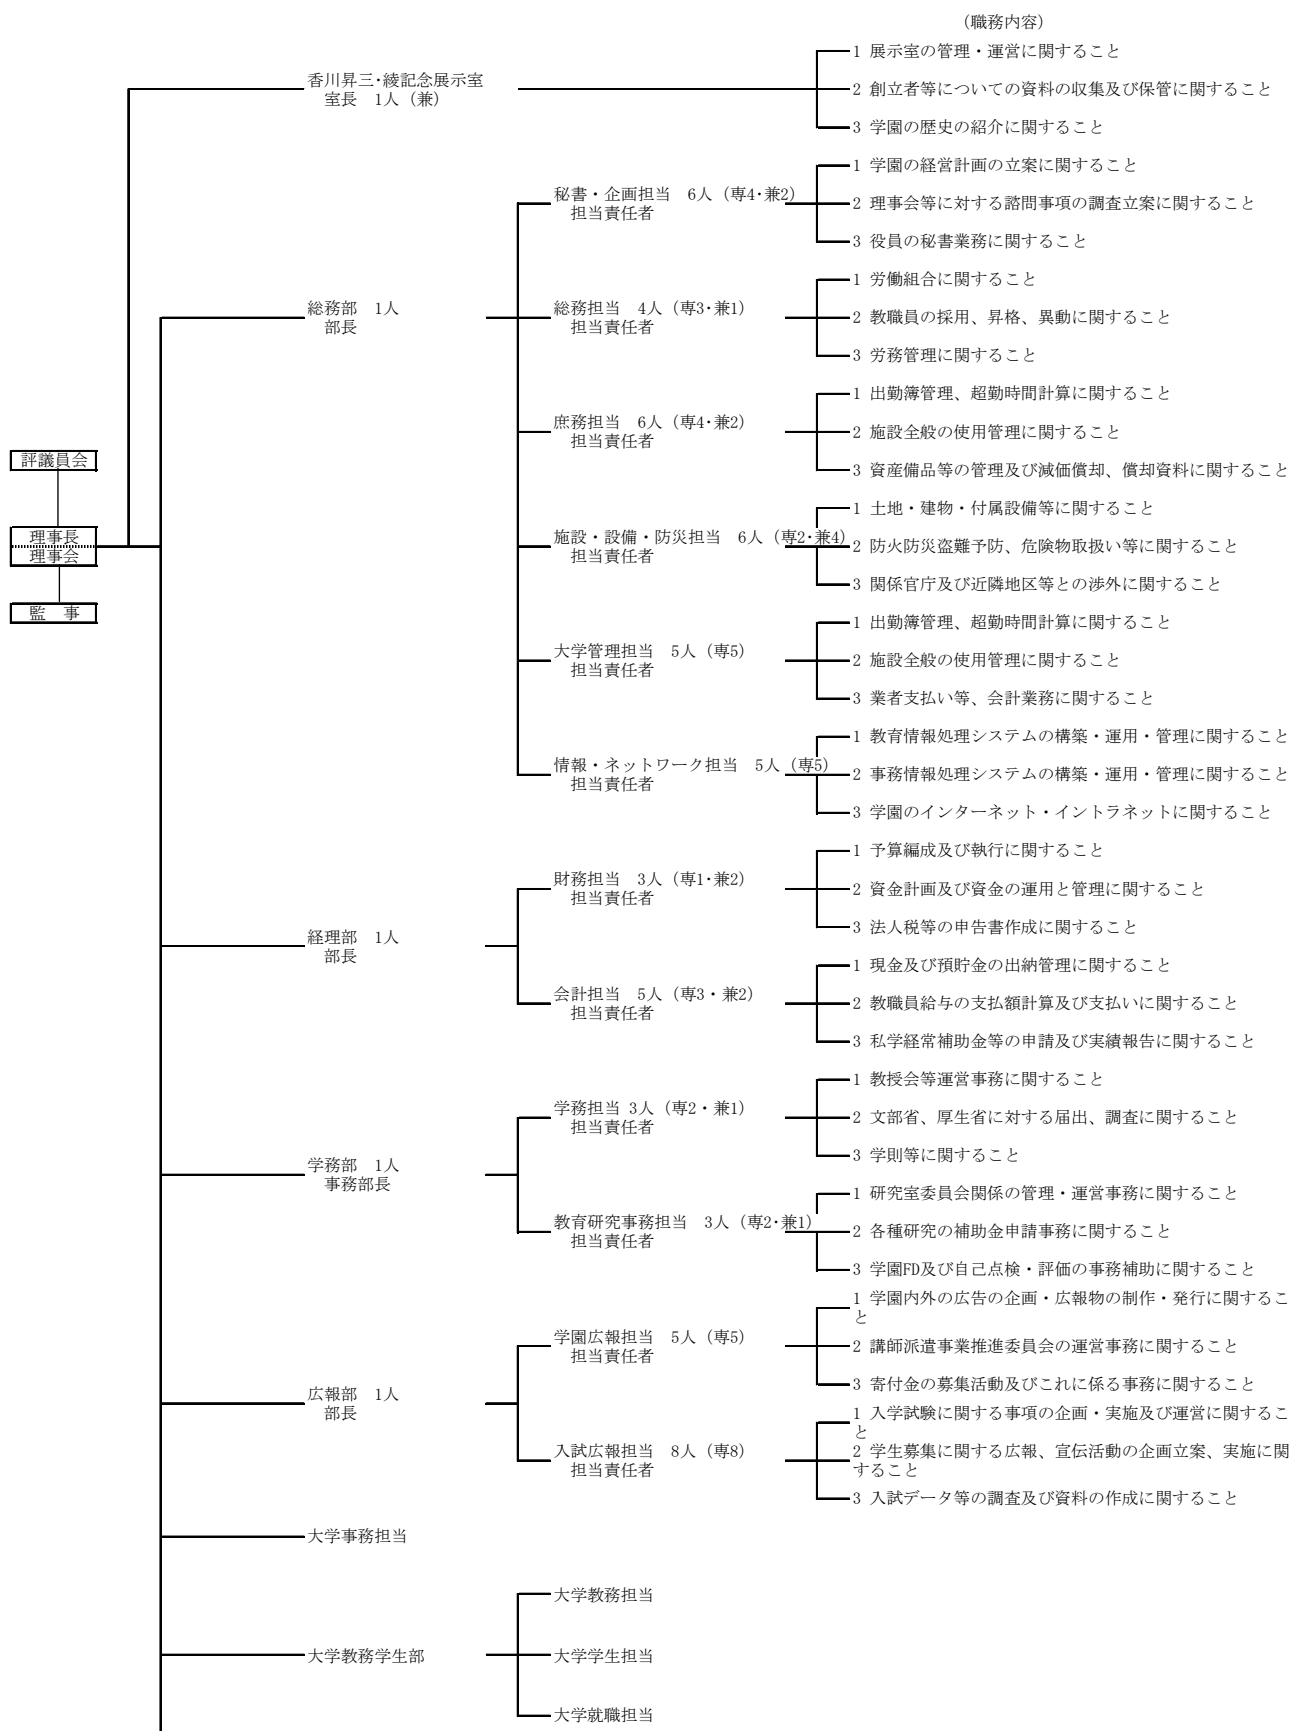 (職務内容)
1 展示室の管理・運営に関すること
香川昇三・綾記念展示室
室長 1人（兼）
2 創立者等についての資料の収集及び保管に関すること
3 学園の歴史の紹介に関すること
1 学園の経営計画の立案に関すること
秘書・企画担当 6人（専4・兼2）
担当責任者
2 理事会等に対する諮問事項の調査立案に関すること
3 役員の秘書業務に関すること
1 労働組合に関すること
総務部 1人
部長
総務担当 4人（専3・兼1）
担当責任者
2 教職員の採用、昇格、異動に関すること
3 労務管理に関すること
1 出勤簿管理、超勤時間計算に関すること
庶務担当 6人（専4・兼2）
担当責任者
2 施設全般の使用管理に関すること
3 資産備品等の管理及び減価償却、償却資料に関すること
評議員会
理事長
理事会
監 事
1 土地・建物・付属設備等に関すること
施設・設備・防災担当 6人（専2・兼4）
担当責任者
2 防火防災盗難予防、危険物取扱い等に関すること
3 関係官庁及び近隣地区等との渉外に関すること
1 出勤簿管理、超勤時間計算に関すること
大学管理担当 5人（専5）
担当責任者
2 施設全般の使用管理に関すること
3 業者支払い等、会計業務に関すること
1 教育情報処理システムの構築・運用・管理に関すること
情報・ネットワーク担当 5人（専5）
担当責任者
2 事務情報処理システムの構築・運用・管理に関すること
3 学園のインターネット・イントラネットに関すること
1 予算編成及び執行に関すること
財務担当 3人（専1・兼2）
担当責任者
2 資金計画及び資金の運用と管理に関すること
3 法人税等の申告書作成に関すること
経理部 1人
部長
1 現金及び預貯金の出納管理に関すること
会計担当 5人（専3・兼2）
担当責任者
2 教職員給与の支払額計算及び支払いに関すること
3 私学経常補助金等の申請及び実績報告に関すること
1 教授会等運営事務に関すること
学務担当 3人（専2・兼1）
担当責任者
2 文部省、厚生省に対する届出、調査に関すること
3 学則等に関すること
学務部 1人
事務部長
1 研究室委員会関係の管理・運営事務に関すること
教育研究事務担当 3人（専2・兼1）
担当責任者
2 各種研究の補助金申請事務に関すること
3 学園FD及び自己点検・評価の事務補助に関すること
1 学園内外の広告の企画・広報物の制作・発行に関するこ
と
学園広報担当 5人（専5）
担当責任者
2 講師派遣事業推進委員会の運営事務に関すること
3 寄付金の募集活動及びこれに係る事務に関すること
広報部 1人
部長
1 入学試験に関する事項の企画・実施及び運営に関するこ
と
入試広報担当 8人（専8）
担当責任者
2 学生募集に関する広報、宣伝活動の企画立案、実施に関
すること
3 入試データ等の調査及び資料の作成に関すること
大学事務担当
大学教務学生部
大学教務担当
大学学生担当
大学就職担当